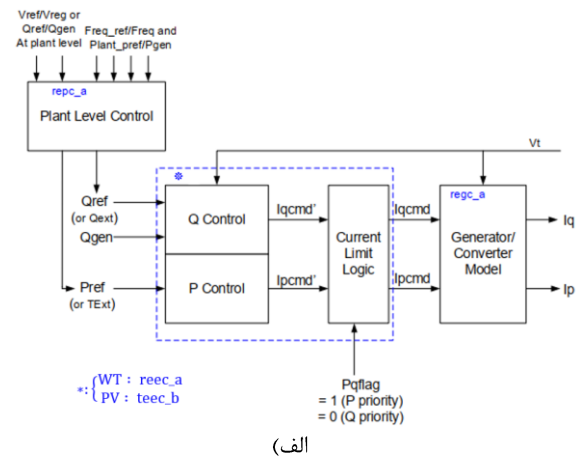 Vref/Vreg or
Qref/Qgen
At plant level
Freq_ref/Freq and
Plant_pref/Pgen
repc_a
Plant Level Control
Vt
*
Qref
(or Qext)
Qgen
Pref
(or TExt)
Q Control
P Control
Iqcmd'
Ipcmd'
Current
Limit
Logic
Iqcmd
Ipcmd
regc_a
Generator/
Converter
Model
Iq
Ip
Pqflag
= 1 (P priority)
= 0 (Q priority)
*:{WT : reec_a
PV : teec_b
الف)